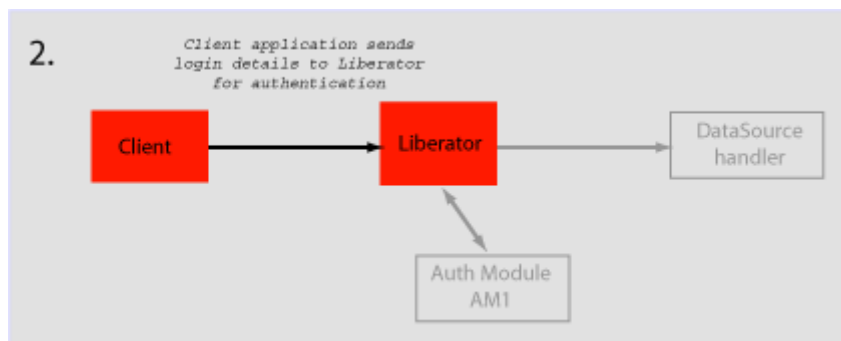 2.
Client application sends
login details to Liberator
for authentication
Client
Liberator
DataSource
handler
Auth Module
AM1